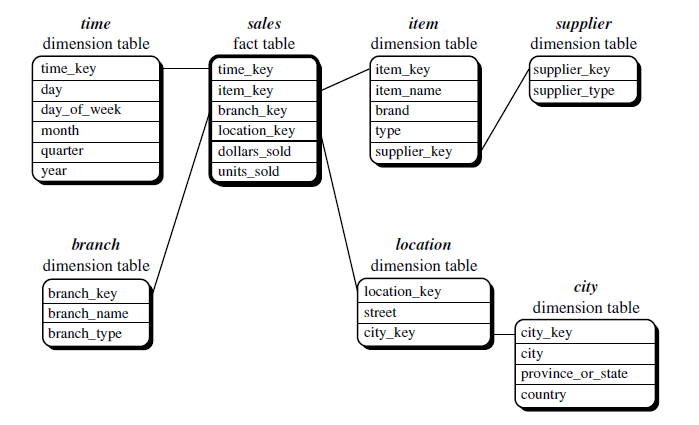 time
dimension table
time_key
day
day_of_week
month
quarter
year
sales
fact table
time_key
item_key
branch_key
location_key
dollars_sold
units_sold
item
dimension table
item_key
item_name
brand
type
supplier_key
supplier
dimension table
supplier_key
supplier_type
branch
dimension table
branch_key
branch_name
branch_type
location
dimension table
location_key
street
city_key
city
dimension table
city_key
city
province_or_state
country